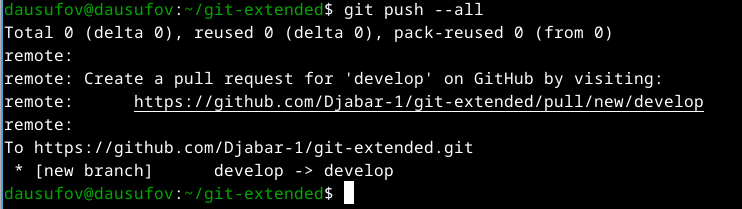 dausufov@dausufov:~/git-extended$ git push --all
Total 0 (delta 0), reused 0 (delta 0), pack-reused 0 (from 0)
remote:
remote: Create a pull request for 'develop' on GitHub by visiting:
remote:      https://github.com/Djabar-1/git-extended/pull/new/develop
remote:
To https://github.com/Djabar-1/git-extended.git
 * [new branch]      develop -> develop
dausufov@dausufov:~/git-extended$